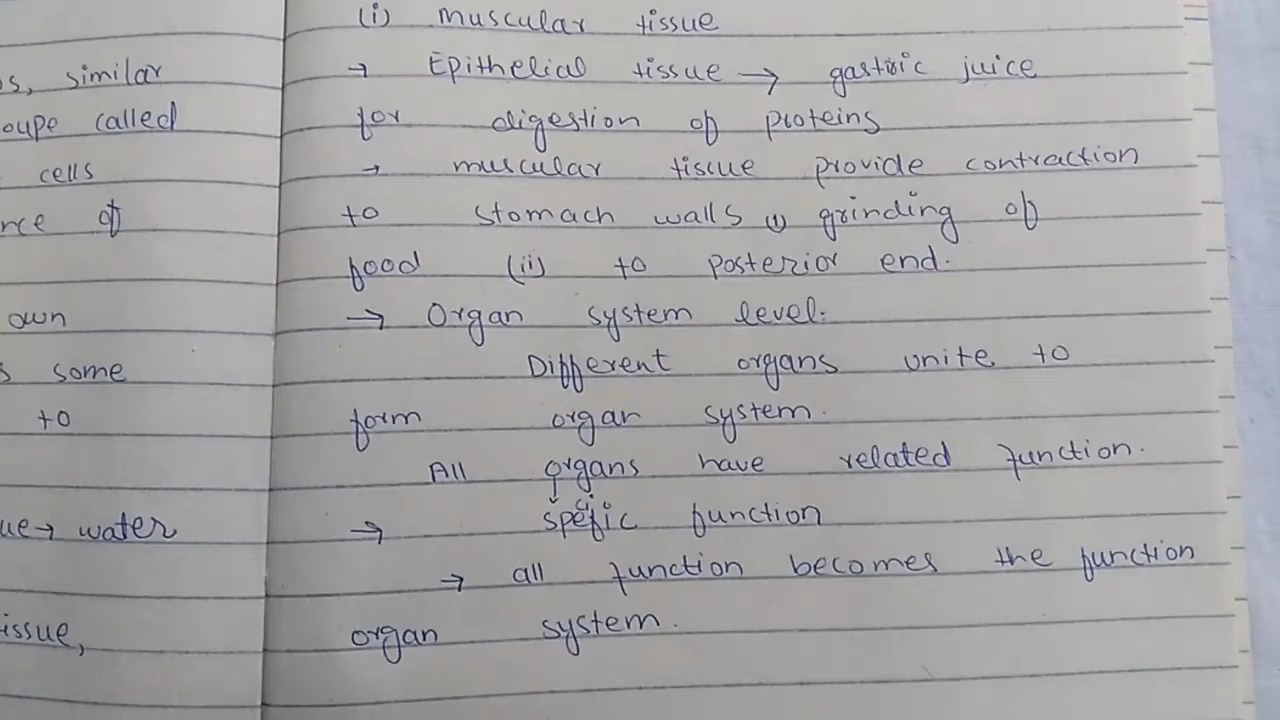 s, similar
oupe called
cells
nce of
own
s some
to
ue→ water
issue,
(i) muscular tissue
→ Epithelial tissue → gastric juice
for digestion of proteins
→ muscular tissue provide contraction
to stomach walls (i) grinding of
food (ii) to posterior end.
→ Organ system level:
Different organs unite to
form organ system.
All organs have related function.
→ specific function
→ all function becomes the function
organ system.